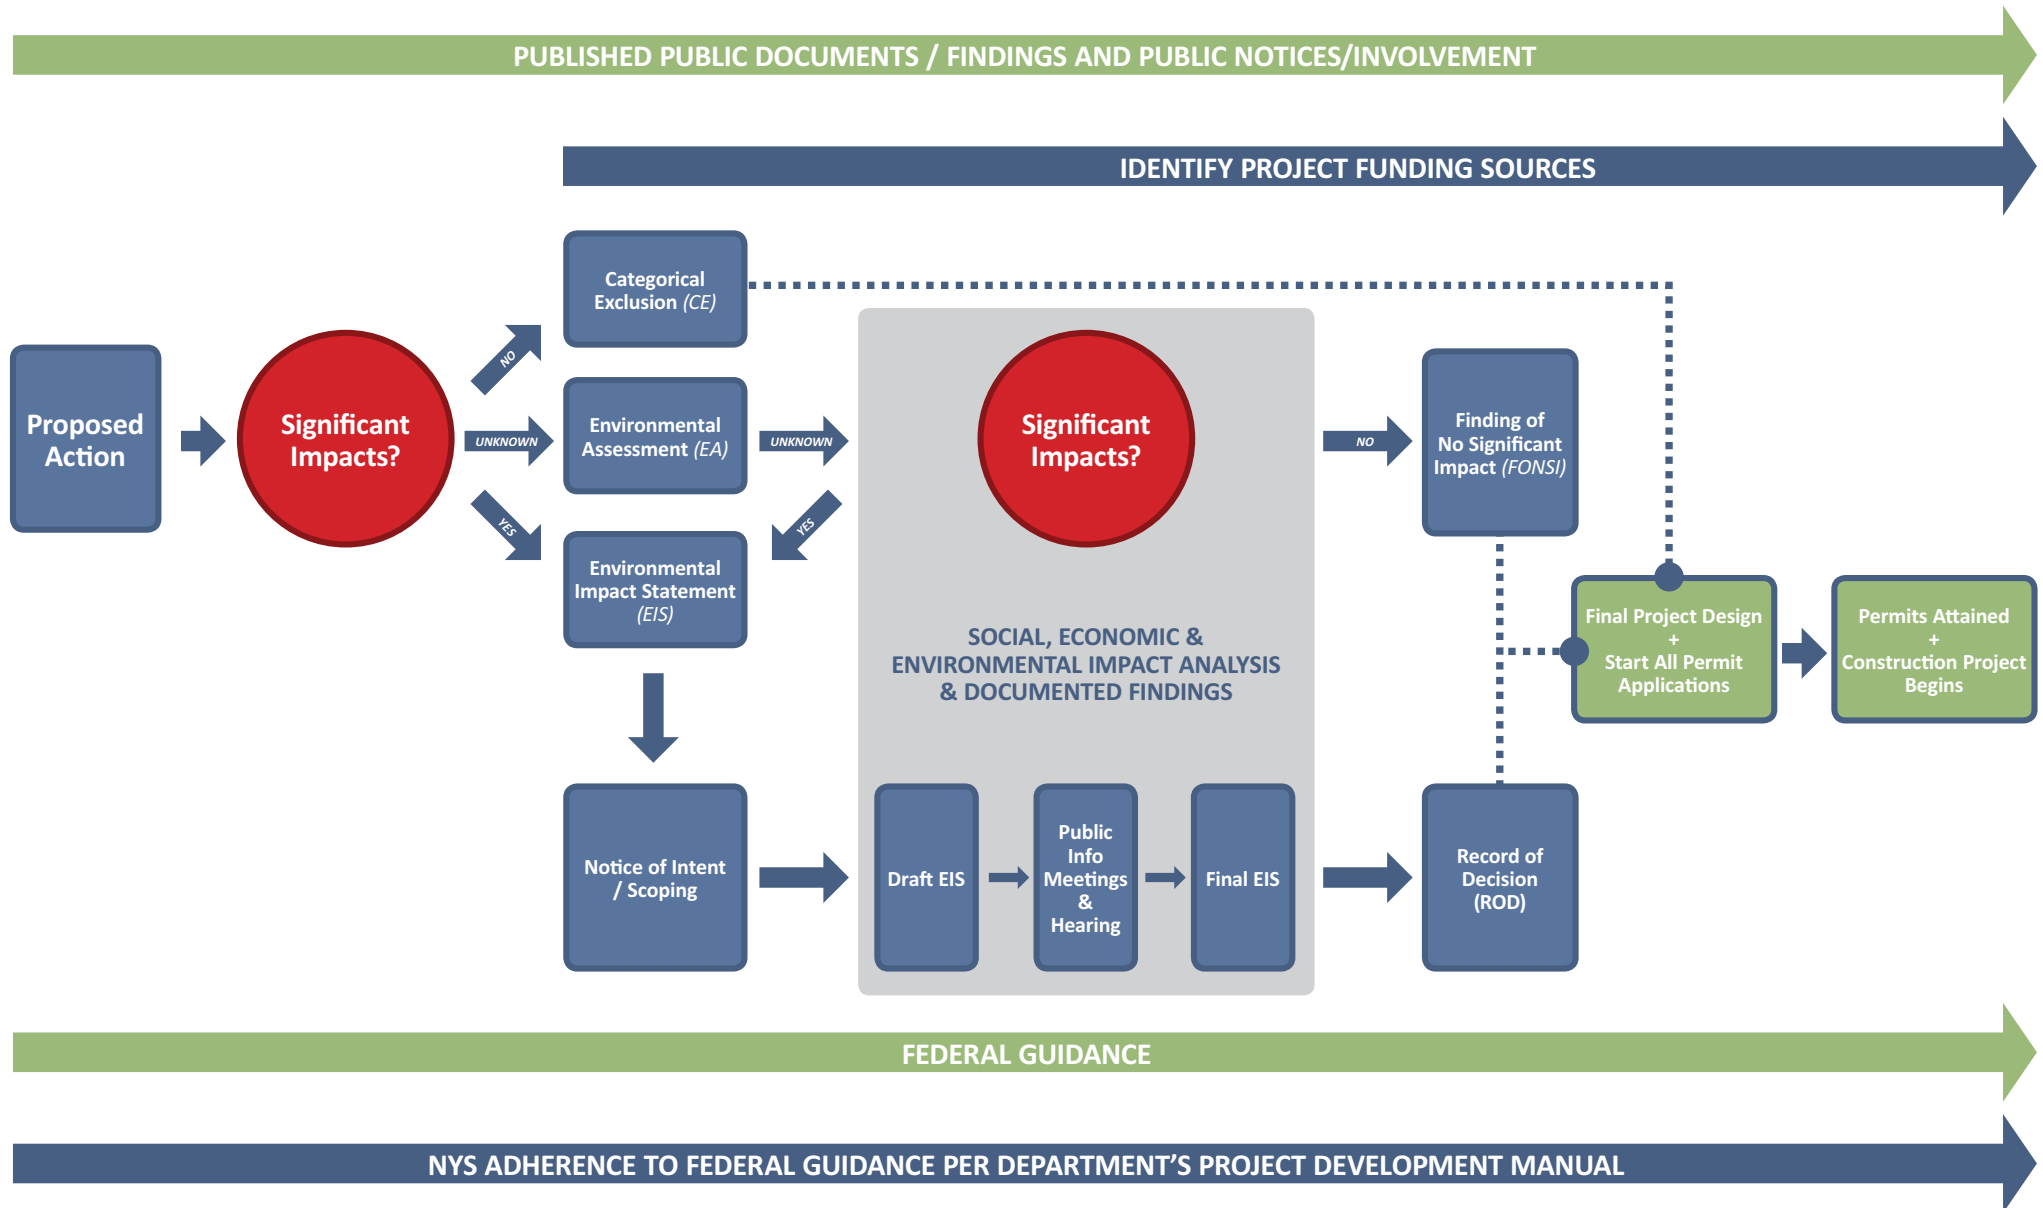 PUBLISHED PUBLIC DOCUMENTS / FINDINGS AND PUBLIC NOTICES/INVOLVEMENT
IDENTIFY PROJECT FUNDING SOURCES
Proposed
Action
Significant
Impacts?
NO
UNKNOWN
YES
Categorical
Exclusion (CE)
Environmental
Assessment (EA)
Environmental
Impact Statement
(EIS)
UNKNOWN
YES
Significant
Impacts?
SOCIAL, ECONOMIC &
ENVIRONMENTAL IMPACT ANALYSIS
& DOCUMENTED FINDINGS
NO
Finding of
No Significant
Impact (FONSI)
Final Project Design
+
Start All Permit
Applications
Permits Attained
+
Construction Project
Begins
Notice of Intent
/ Scoping
Draft EIS
Public
Info
Meetings
&
Hearing
Final EIS
Record of
Decision
(ROD)
FEDERAL GUIDANCE
NYS ADHERENCE TO FEDERAL GUIDANCE PER DEPARTMENT'S PROJECT DEVELOPMENT MANUAL